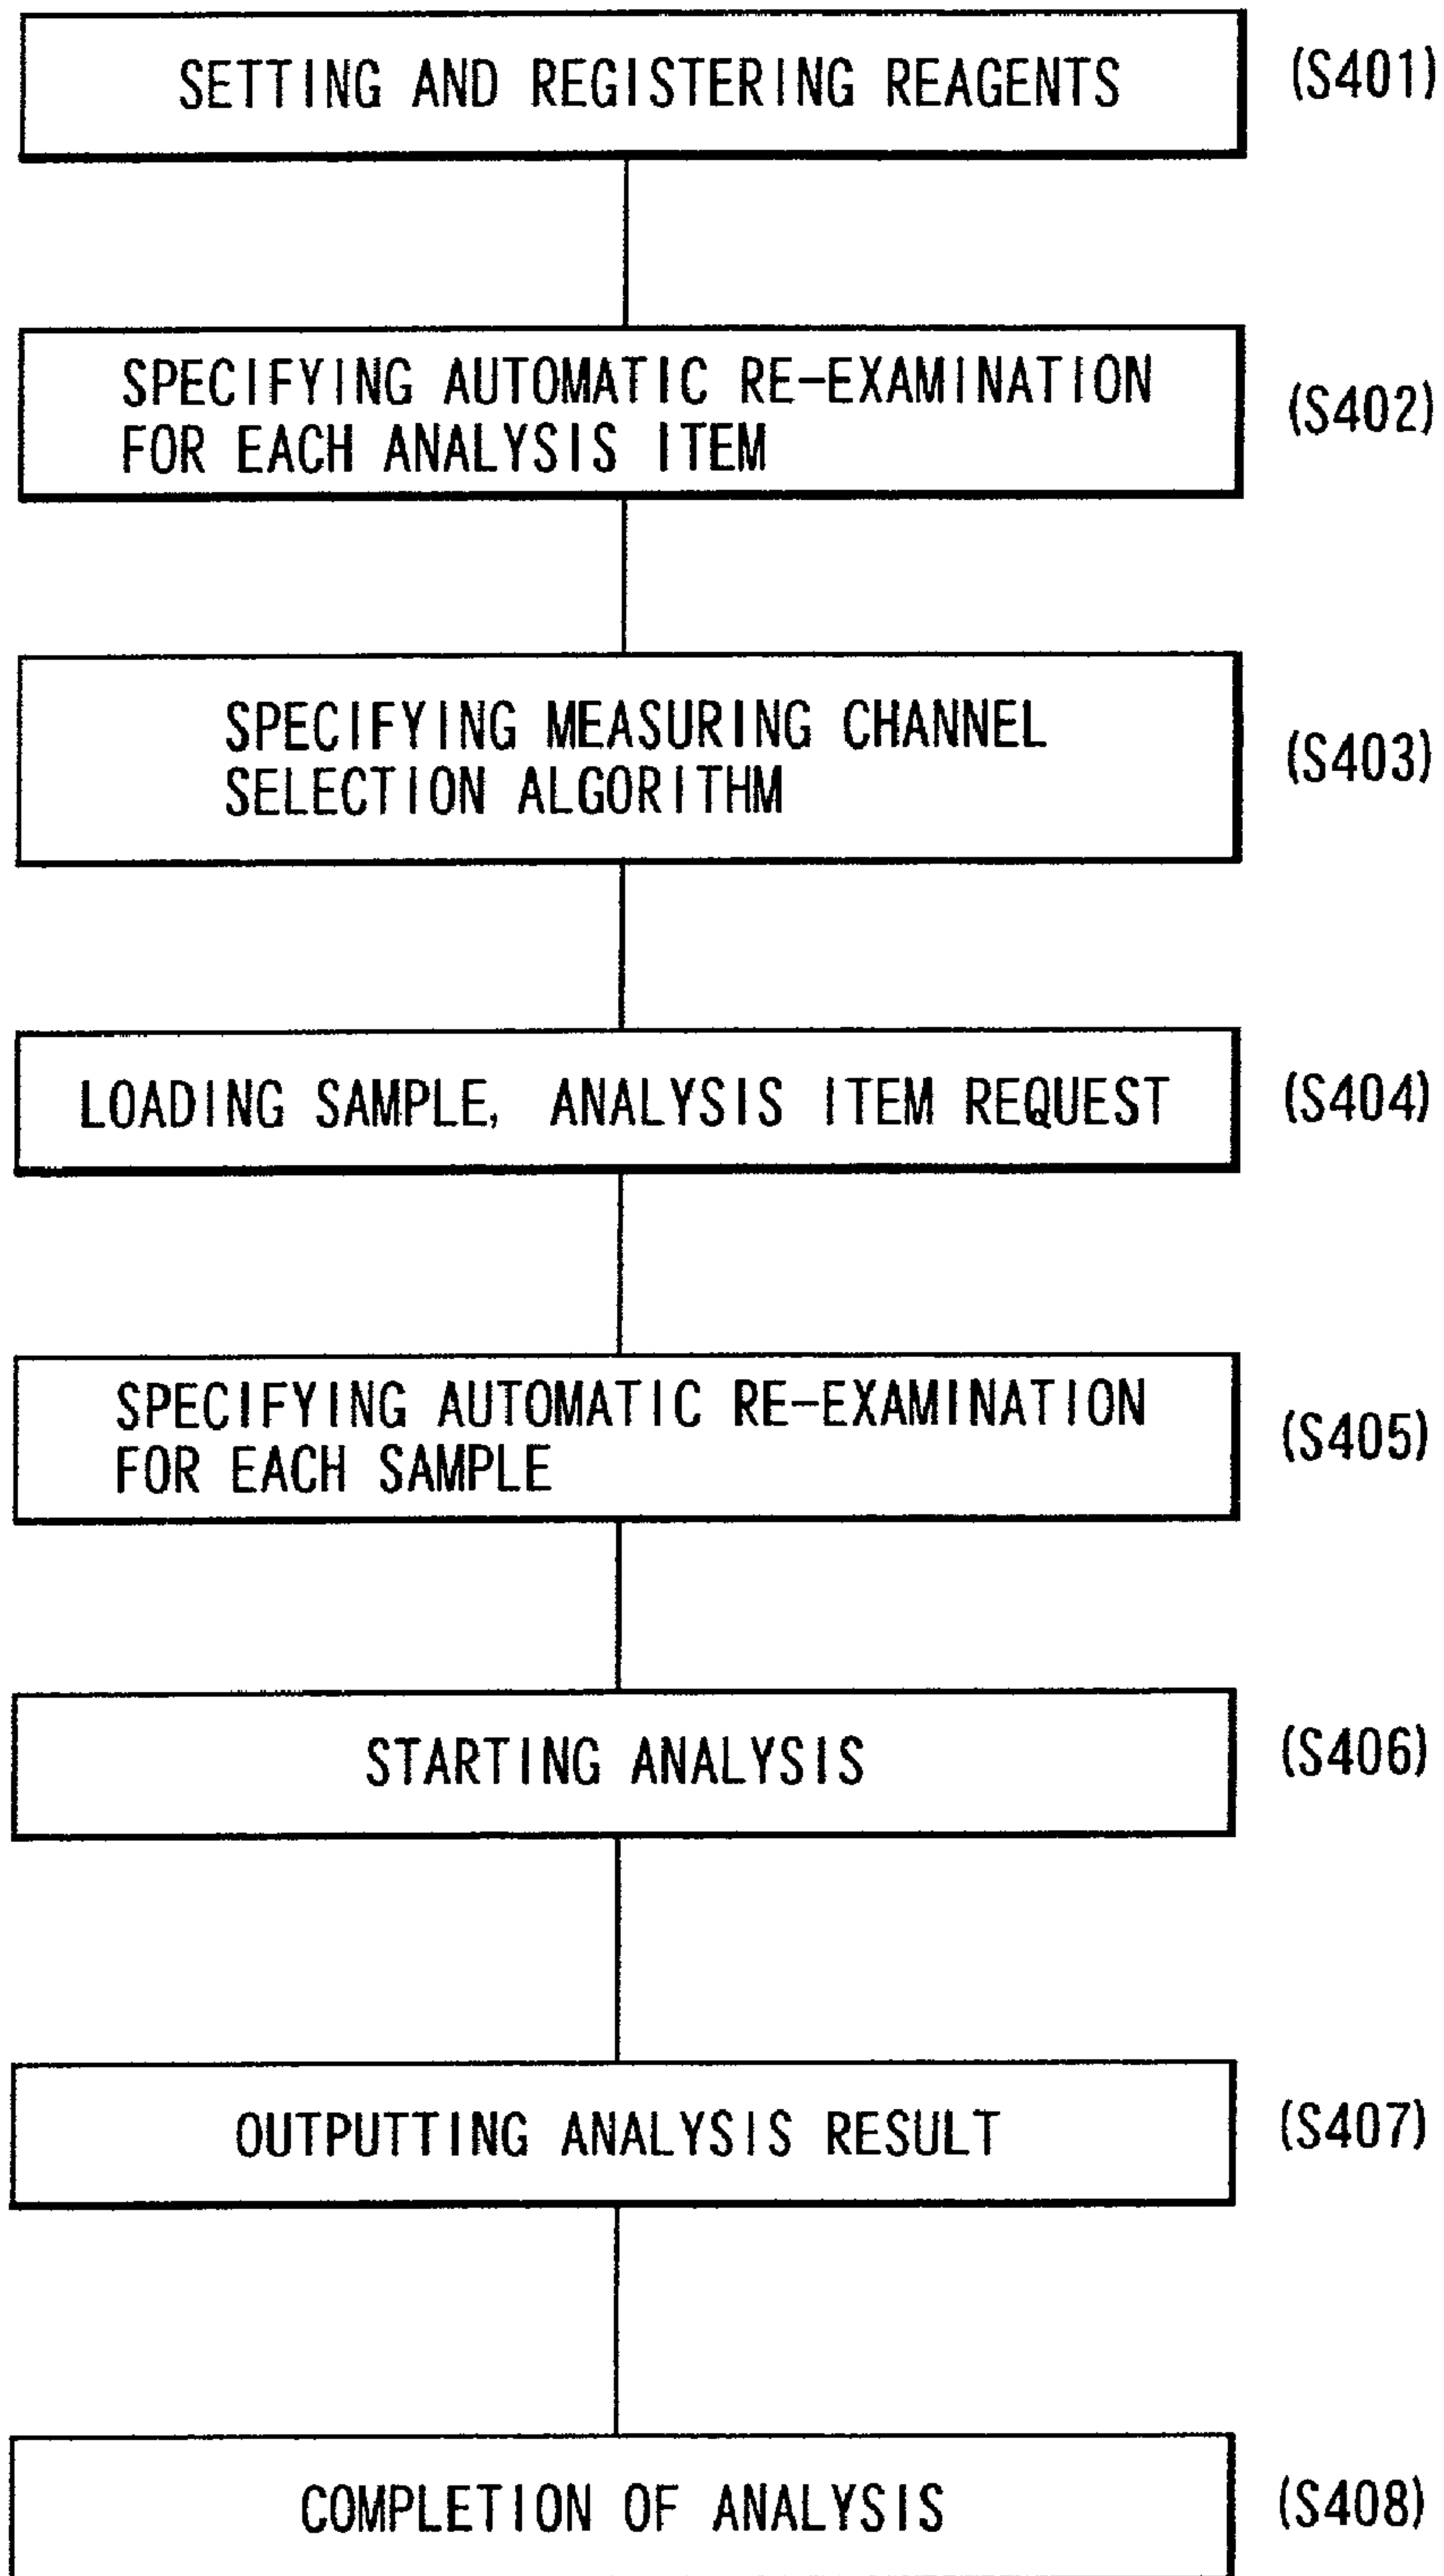 SETTING AND REGISTERING REAGENTS (S401)
SPECIFYING AUTOMATIC RE-EXAMINATION
FOR EACH ANALYSIS ITEM
(S402)
SPECIFYING MEASURING CHANNEL
SELECTION ALGORITHM
(S403)
LOADING SAMPLE, ANALYSIS ITEM REQUEST (S404)
SPECIFYING AUTOMATIC RE-EXAMINATION
FOR EACH SAMPLE
(S405)
STARTING ANALYSIS (S406)
OUTPUTTING ANALYSIS RESULT (S407)
COMPLETION OF ANALYSIS (S408)